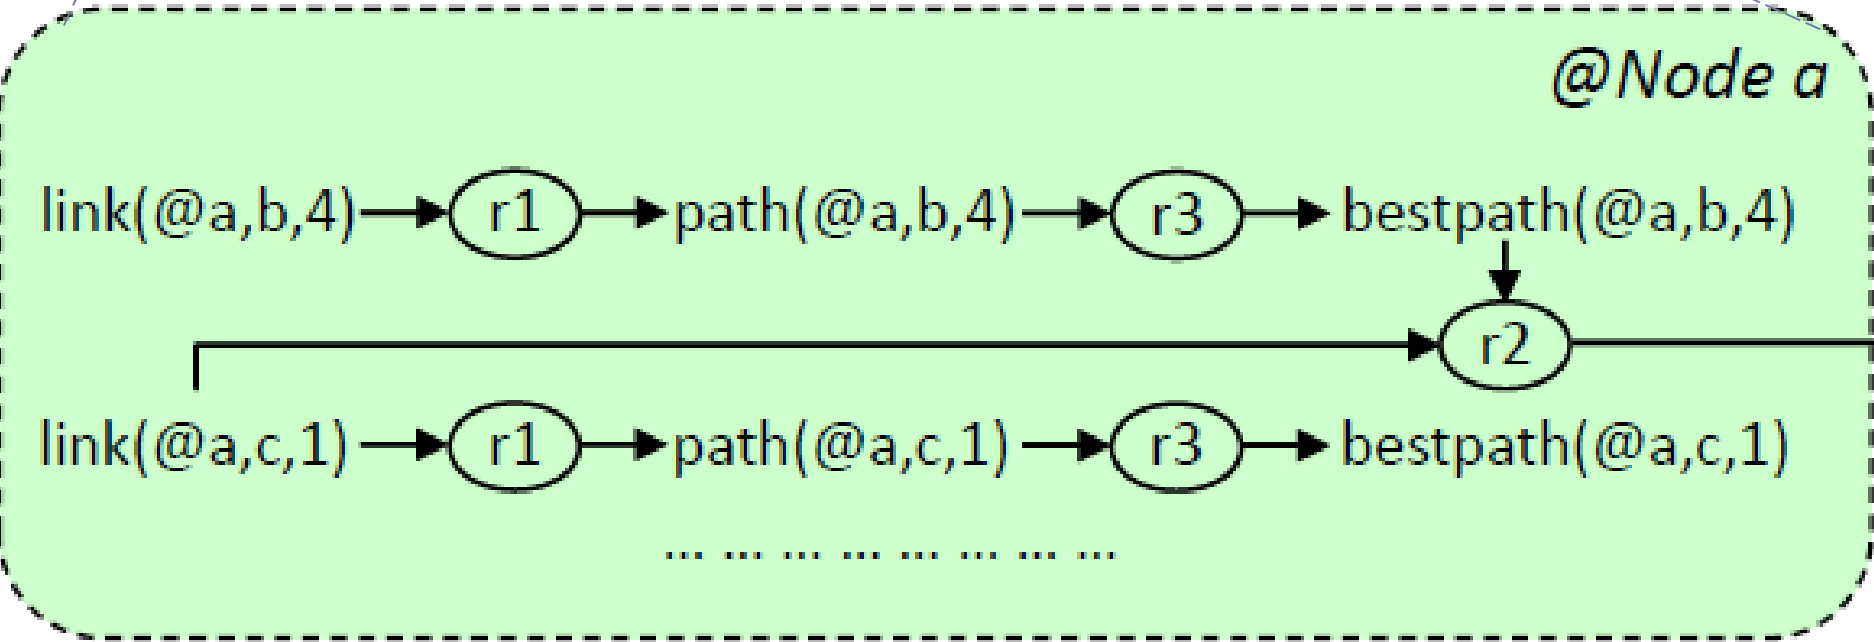 @Node a
link(@a,b,4) r1 path(@a,b,4) r3 bestpath(@a,b,4)
r2
link(@a,c,1) r1 path(@a,c,1) r3 bestpath(@a,c,1)
... ... ... ... ... ... ... ...